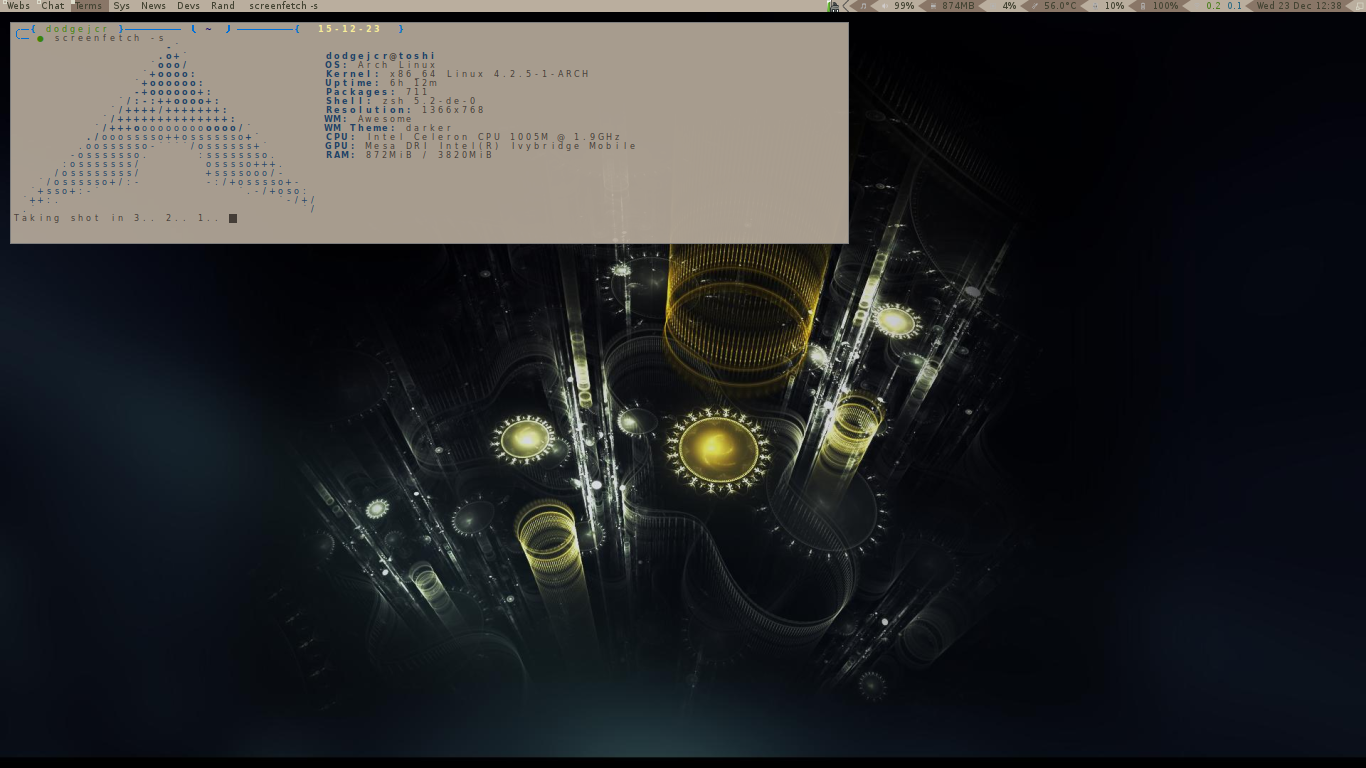 Webs Chat Terms Sys News Devs Rand screenfetch -s 99% 874MB 4% 56.0°C 10% 100% 0.2 0.1 Wed 23 Dec 12:38
{ dodgejcr } ( ~ ) { 15-12-23 }
● screenfetch -s
dodgejcr@toshi
OS: Arch Linux
Kernel: x86_64 Linux 4.2.5-1-ARCH
Uptime: 6h 12m
Packages: 711
Shell: zsh 5.2-de-0
Resolution: 1366x768
WM: Awesome
WM Theme: darker
CPU: Intel Celeron CPU 1005M @ 1.9GHz
GPU: Mesa DRI Intel(R) Ivybridge Mobile
RAM: 872MiB / 3820MiB
Taking shot in 3.. 2.. 1..